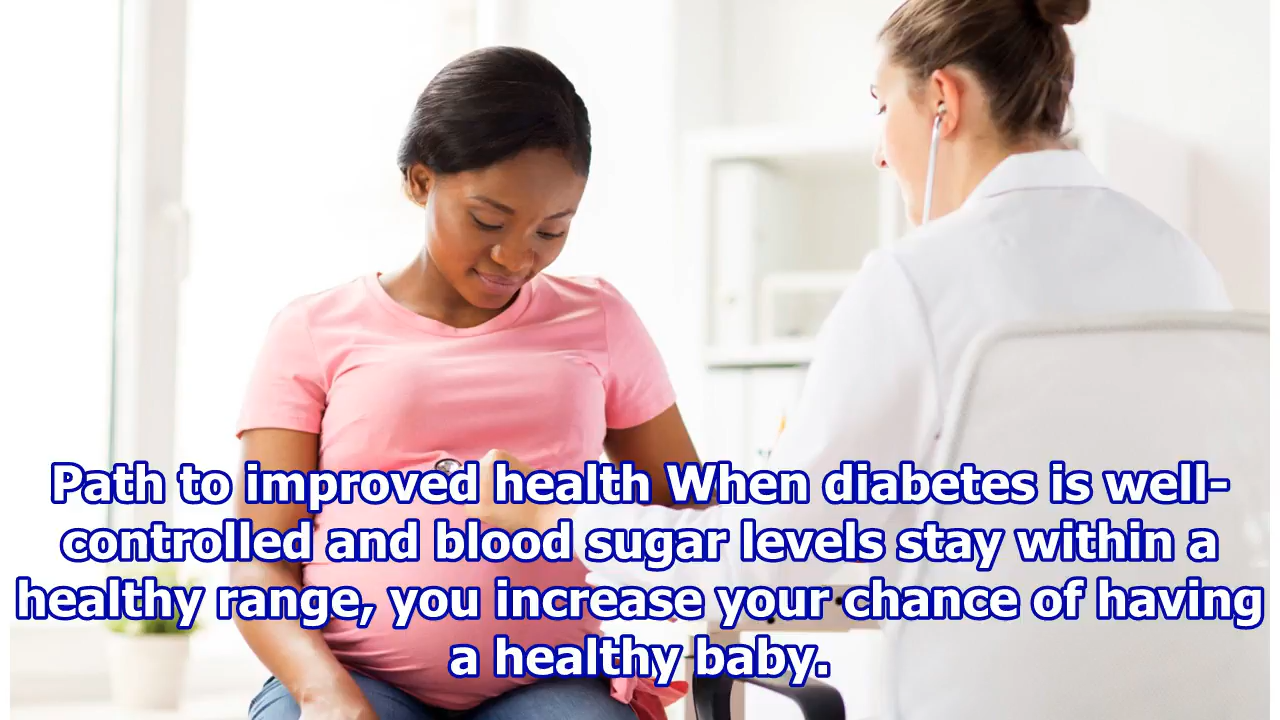 Path to improved health When diabetes is well-
controlled and blood sugar levels stay within a
healthy range, you increase your chance of having
a healthy baby.